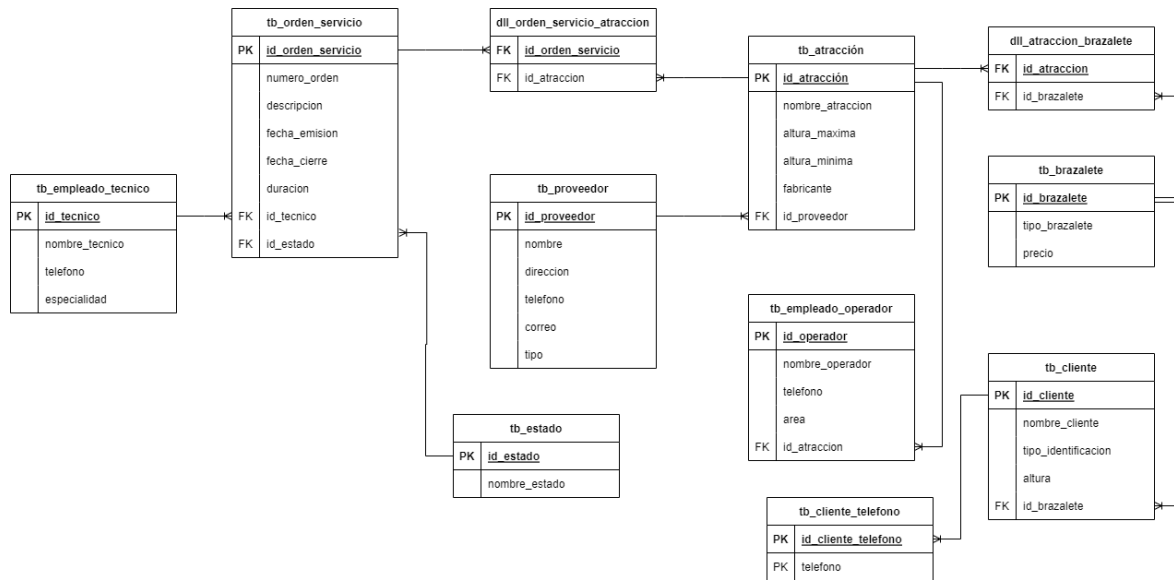 tb_orden_servicio
PK id_orden_servicio
numero_orden
descripcion
fecha_emision
fecha_cierre
duracion
FK id_tecnico
FK id_estado
dll_orden_servicio_atraccion
FK id_orden_servicio
FK id_atraccion
tb_atracción
PK id_atracción
nombre_atraccion
altura_maxima
altura_minima
fabricante
FK id_proveedor
dll_atraccion_brazalete
FK id_atraccion
FK id_brazalete
tb_empleado_tecnico
PK id_tecnico
nombre_tecnico
telefono
especialidad
tb_proveedor
PK id_proveedor
nombre
direccion
telefono
correo
tipo
tb_brazalete
PK id_brazalete
tipo_brazalete
precio
tb_empleado_operador
PK id_operador
nombre_operador
telefono
area
FK id_atraccion
tb_cliente
PK id_cliente
nombre_cliente
tipo_identificacion
altura
FK id_brazalete
tb_estado
PK id_estado
nombre_estado
tb_cliente_telefono
PK id_cliente_telefono
PK telefono